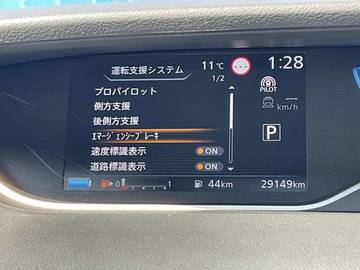 運転支援システム 11℃ 1:28
1/2
プロパイロット
側方支援
後側方支援
ｴﾏｰｼﾞｪﾝｼｰﾌﾞﾚｰｷ
速度標識表示 ON
道路標識表示 ON
PILOT
---
km/h
P
0 1 44km 29149km